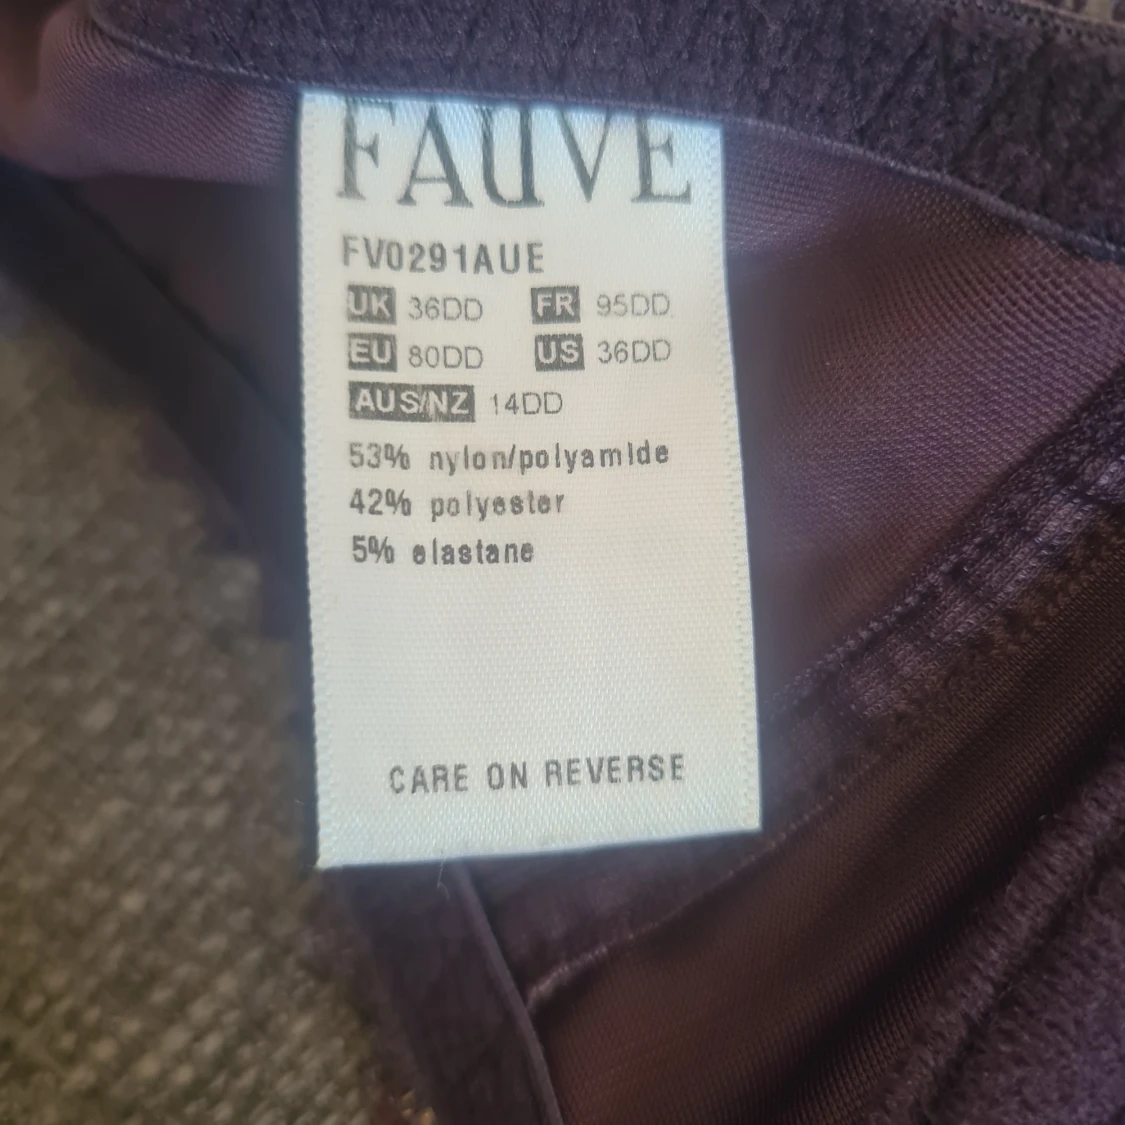 FAUVE
FV0291AUE
UK 36DD FR 95DD
EU 80DD US 36DD
AUS/NZ 14DD
53% nylon/polyamide
42% polyester
5% elastane
CARE ON REVERSE